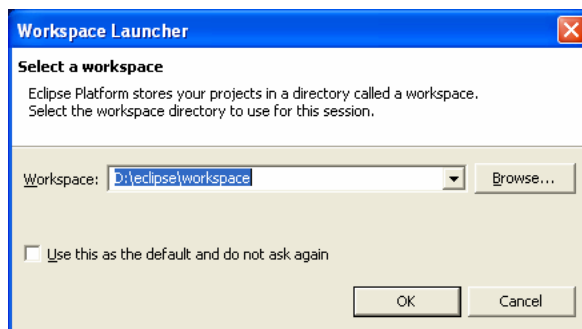 Workspace Launcher
Select a workspace
Eclipse Platform stores your projects in a directory called a workspace.
Select the workspace directory to use for this session.
Workspace: D:\eclipse\workspace Browse...
Use this as the default and do not ask again
OK Cancel